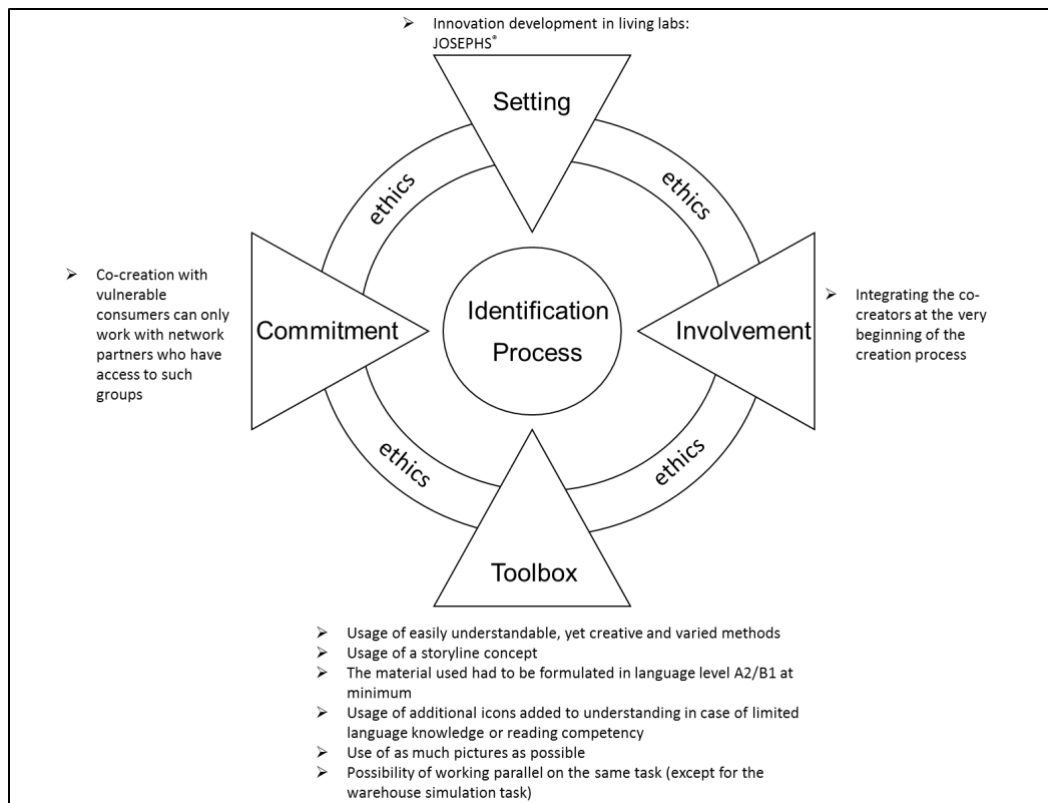 ➢ Innovation development in living labs:
JOSEPHS®
Setting
ethics
ethics
➢ Co-creation with
vulnerable
consumers can only
work with network
partners who have
access to such
groups
Commitment
Identification
Process
Involvement
➢ Integrating the co-
creators at the very
beginning of the
creation process
ethics
ethics
Toolbox
➢ Usage of easily understandable, yet creative and varied methods
➢ Usage of a storyline concept
➢ The material used had to be formulated in language level A2/B1 at
minimum
➢ Usage of additional icons added to understanding in case of limited
language knowledge or reading competency
➢ Use of as much pictures as possible
➢ Possibility of working parallel on the same task (except for the
warehouse simulation task)